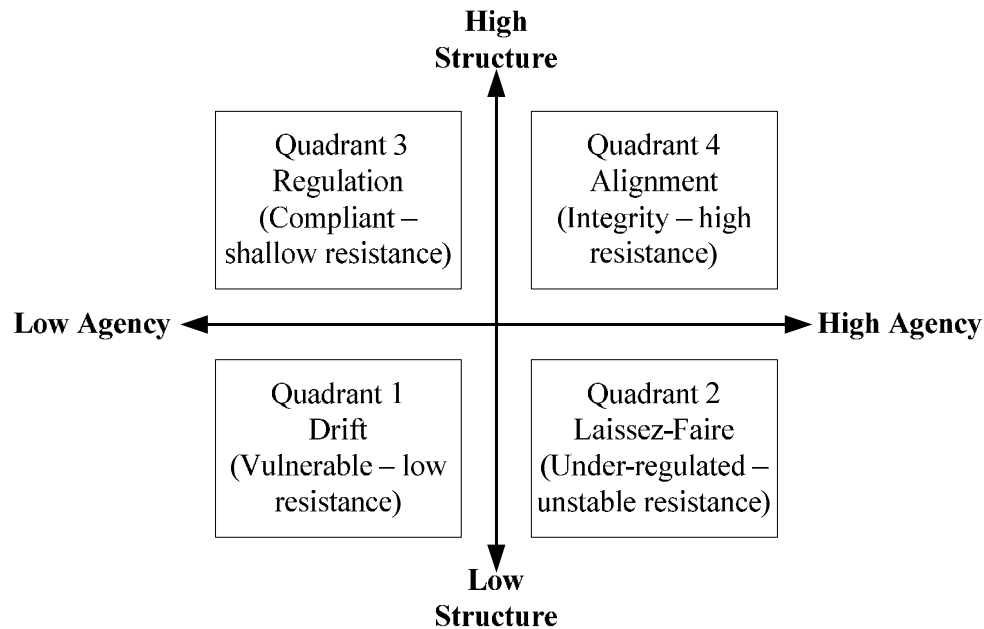 High
Structure
Quadrant 3
Regulation
(Compliant –
shallow resistance)
Quadrant 4
Alignment
(Integrity – high
resistance)
Low Agency
High Agency
Quadrant 1
Drift
(Vulnerable – low
resistance)
Quadrant 2
Laissez-Faire
(Under-regulated –
unstable resistance)
Low
Structure